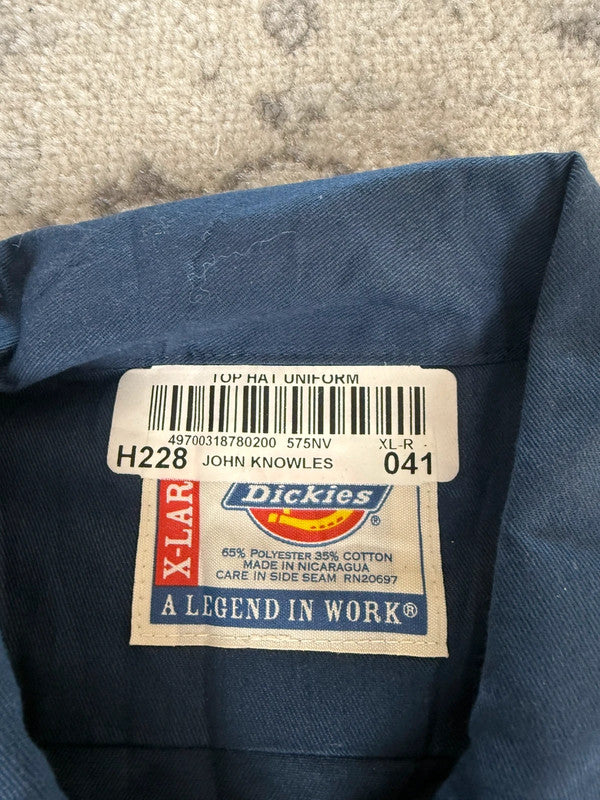 TOP HAT UNIFORM
49700318780200 575NV XL-R -
H228 JOHN KNOWLES 041
X-LAR
Dickies®
65% POLYESTER 35% COTTON
MADE IN NICARAGUA
CARE IN SIDE SEAM RN20697
A LEGEND IN WORK®